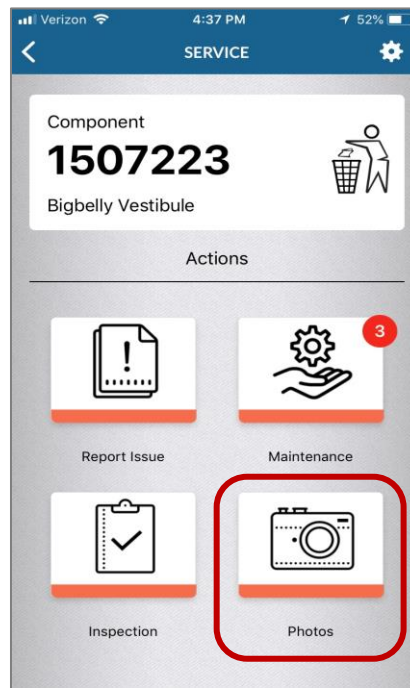 Verizon 4:37 PM 52%
SERVICE
Component
1507223
Bigbelly Vestibule
Actions
!
3
Report Issue Maintenance
Inspection Photos